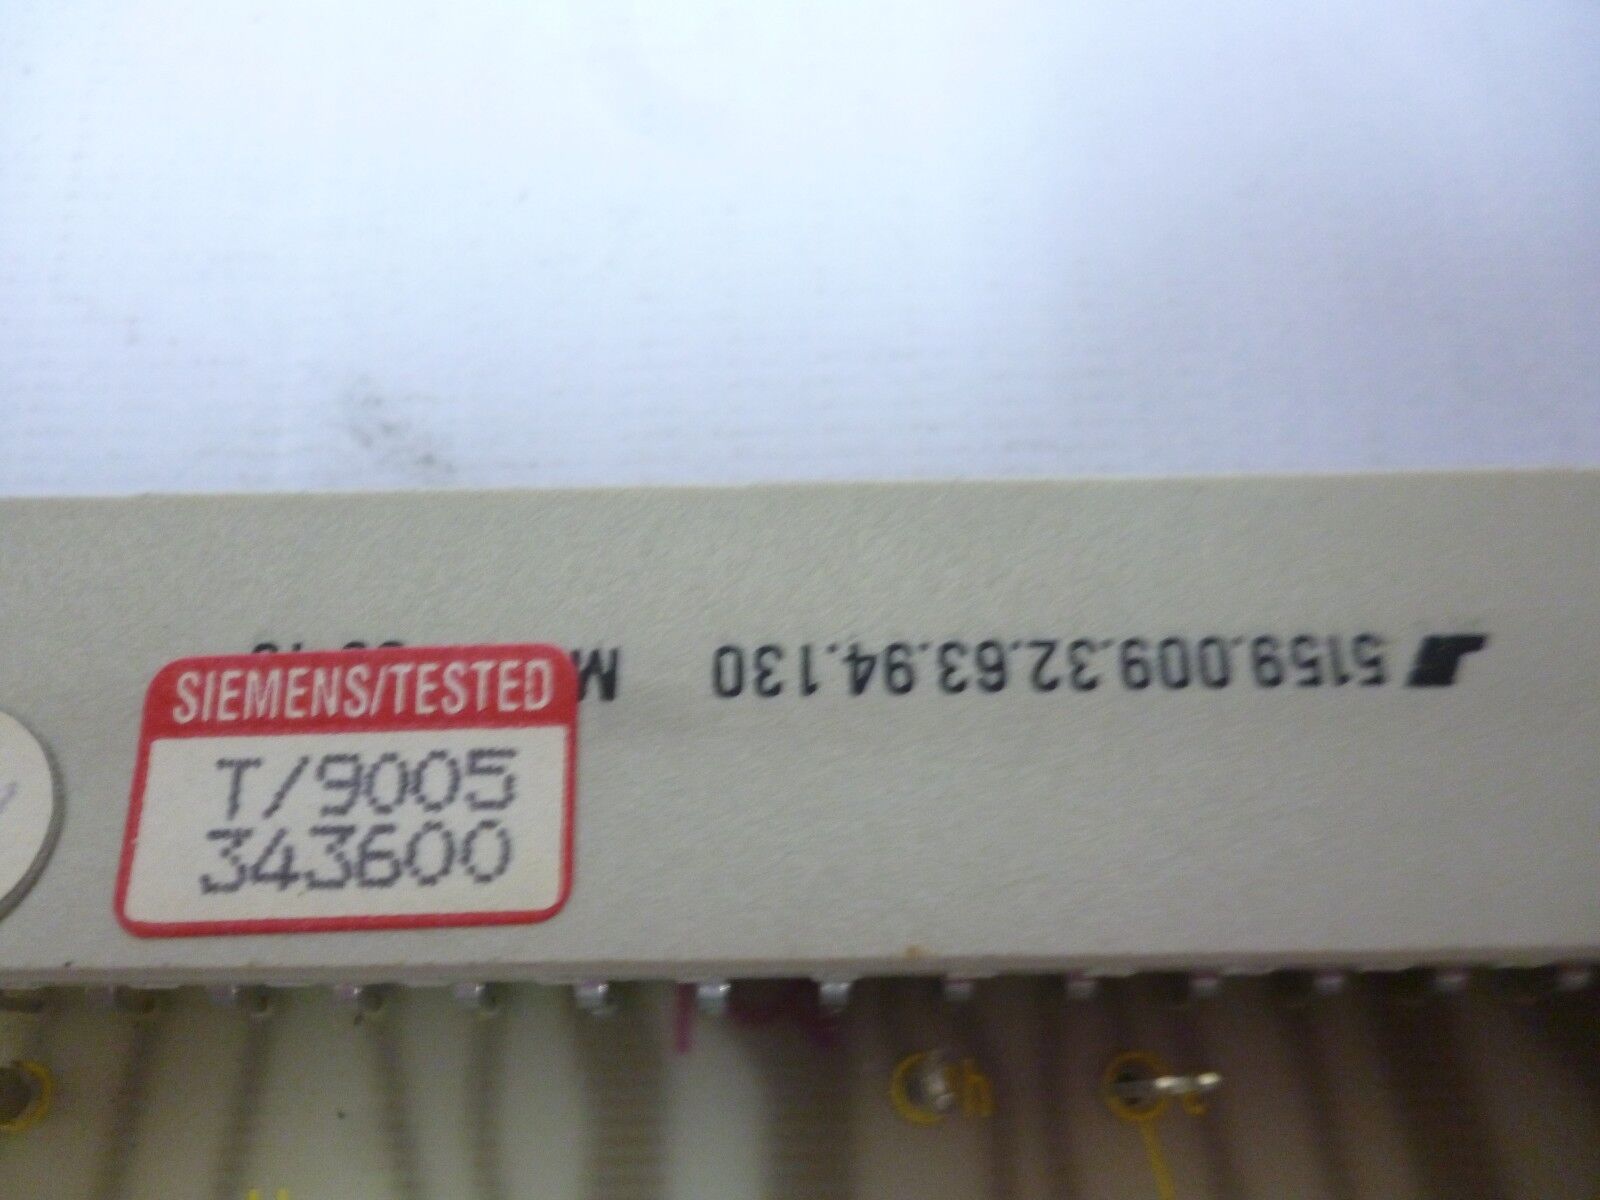 SIEMENS/TESTED
T/9005
343600
5159.009.32.63.94.130 M
h
t